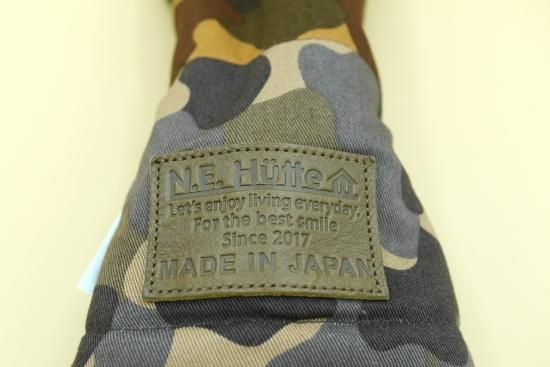 N.E. Hütte
Let's enjoy living everyday.
For the best smile
Since 2017
MADE IN JAPAN